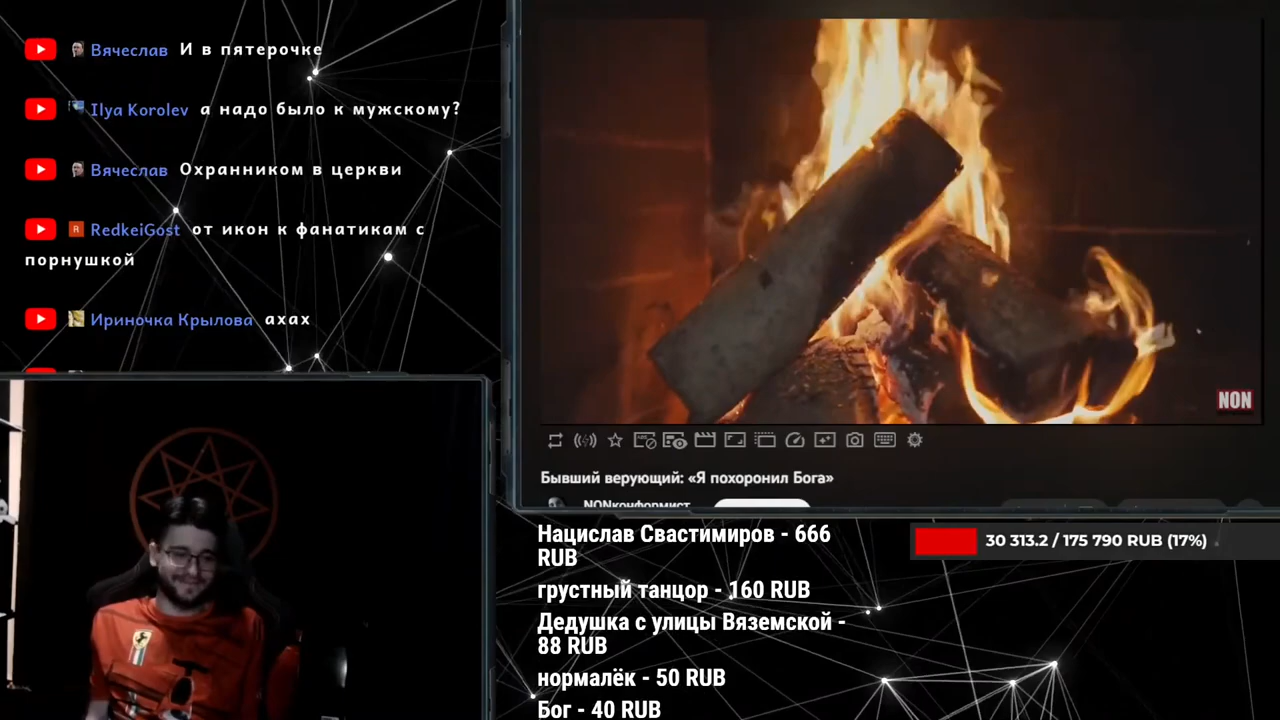 Вячеслав И в пятерочке
Ilya Korolev а надо было к мужскому?
Вячеслав Охранником в церкви
RedkeiGost от икон к фанатикам с
порнушкой
Ириночка Крылова ахах
NON
Бывший верующий: «Я похоронил Бога»
NONконформист
Нацислав Свастимиров - 666
RUB
грустный танцор - 160 RUB
Дедушка с улицы Вяземской -
88 RUB
нормалёк - 50 RUB
Бог - 40 RUB
30 313.2 / 175 790 RUB (17%)